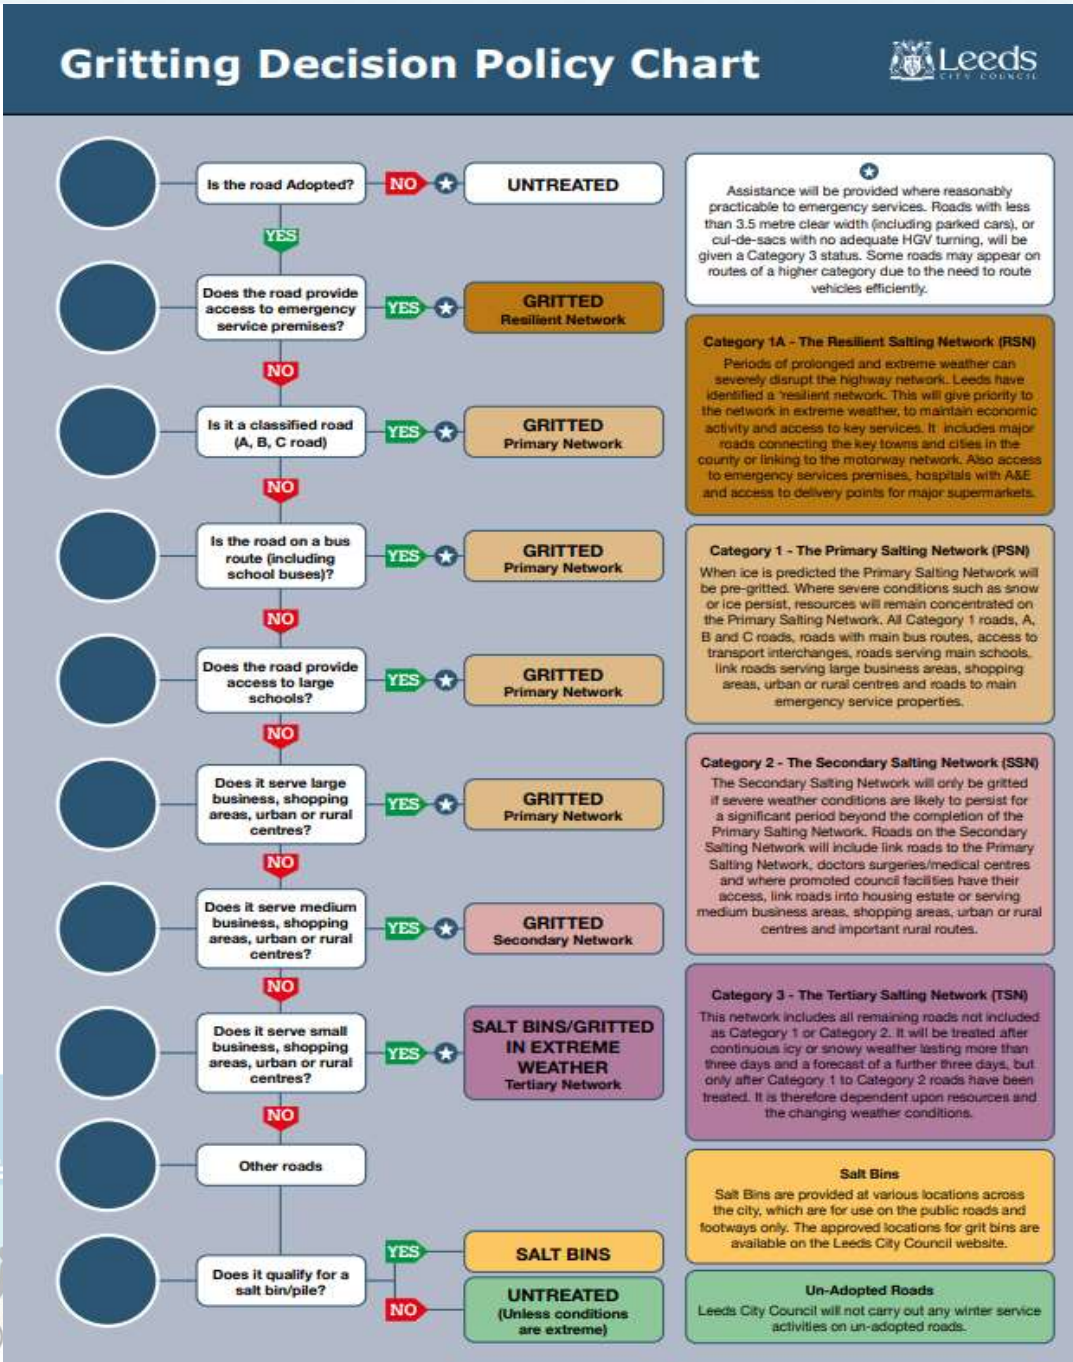 Gritting Decision Policy Chart
Leeds
CITY COUNCIL
Is the road Adopted?
NO
UNTREATED
YES
Does the road provide
access to emergency
service premises?
YES
GRITTED
Resilient Network
NO
Is it a classified road
(A, B, C road)
YES
GRITTED
Primary Network
NO
Is the road on a bus
route (including
school buses)?
YES
GRITTED
Primary Network
NO
Does the road provide
access to large
schools?
YES
GRITTED
Primary Network
NO
Does it serve large
business, shopping
areas, urban or rural
centres?
YES
GRITTED
Primary Network
NO
Does it serve medium
business, shopping
areas, urban or rural
centres?
YES
GRITTED
Secondary Network
NO
Does it serve small
business, shopping
areas, urban or rural
centres?
YES
SALT BINS/GRITTED
IN EXTREME
WEATHER
Tertiary Network
NO
Other roads
Does it qualify for a
salt bin/pile?
YES
SALT BINS
NO
UNTREATED
(Unless conditions
are extreme)
Assistance will be provided where reasonably
practicable to emergency services. Roads with less
than 3.5 metre clear width (including parked cars), or
cul-de-sacs with no adequate HGV turning, will be
given a Category 3 status. Some roads may appear on
routes of a higher category due to the need to route
vehicles efficiently.
Category 1A - The Resilient Salting Network (RSN)
Periods of prolonged and extreme weather can
severely disrupt the highway network. Leeds have
identified a 'resilient network. This will give priority to
the network in extreme weather, to maintain economic
activity and access to key services. It includes major
roads connecting the key towns and cities in the
county or linking to the motorway network. Also access
to emergency services premises, hospitals with A&E
and access to delivery points for major supermarkets.
Category 1 - The Primary Salting Network (PSN)
When ice is predicted the Primary Salting Network will
be pre-gritted. Where severe conditions such as snow
or ice persist, resources will remain concentrated on
the Primary Salting Network. All Category 1 roads, A,
B and C roads, roads with main bus routes, access to
transport interchanges, roads serving main schools,
link roads serving large business areas, shopping
areas, urban or rural centres and roads to main
emergency service properties.
Category 2 - The Secondary Salting Network (SSN)
The Secondary Salting Network will only be gritted
if severe weather conditions are likely to persist for
a significant period beyond the completion of the
Primary Salting Network. Roads on the Secondary
Salting Network will include link roads to the Primary
Salting Network, doctors surgeries/medical centres
and where promoted council facilities have their
access, link roads into housing estate or serving
medium business areas, shopping areas, urban or rural
centres and important rural routes.
Category 3 - The Tertiary Salting Network (TSN)
This network includes all remaining roads not included
as Category 1 or Category 2. It will be treated after
continuous icy or snowy weather lasting more than
three days and a forecast of a further three days, but
only after Category 1 to Category 2 roads have been
treated. It is therefore dependent upon resources and
the changing weather conditions.
Salt Bins
Salt Bins are provided at various locations across
the city, which are for use on the public roads and
footways only. The approved locations for grit bins are
available on the Leeds City Council website.
Un-Adopted Roads
Leeds City Council will not carry out any winter service
activities on un-adopted roads.